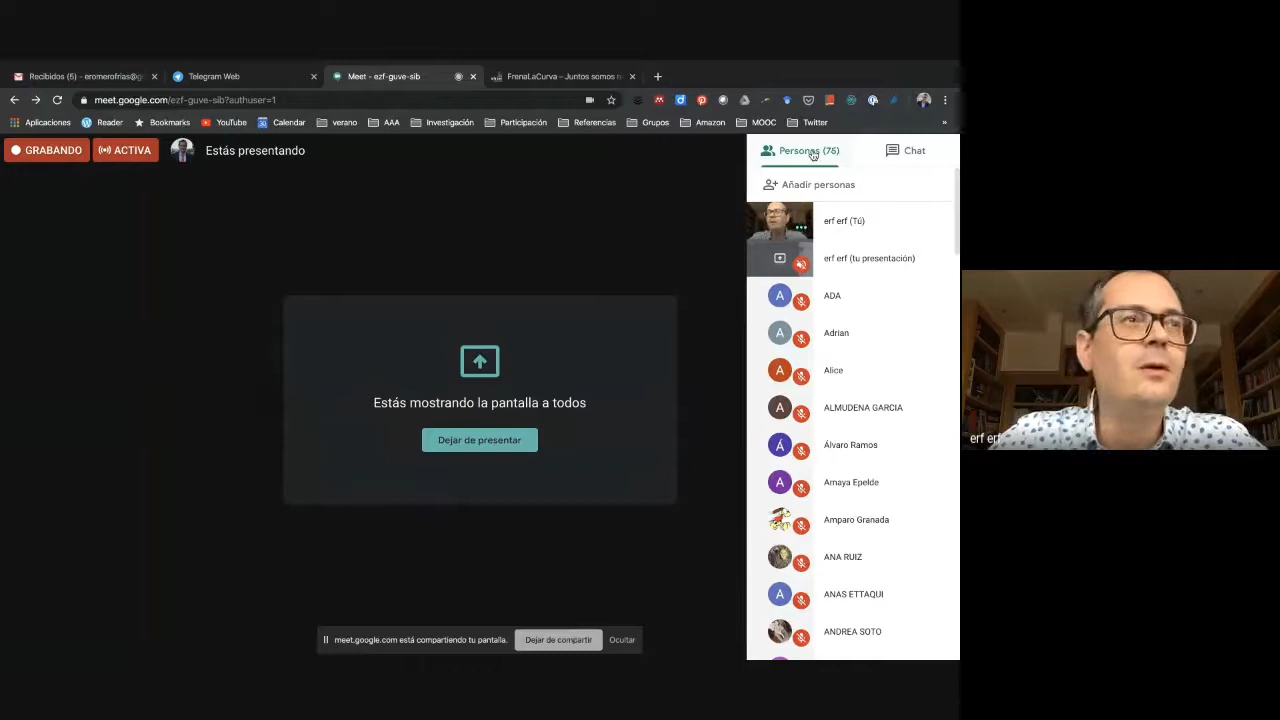 Recibidos (5) - eromerofrias@g
Telegram Web
Meet - ezf-guve-sib
FrenaLaCurva – Juntos somos n
meet.google.com/ezf-guve-sib?authuser=1
Aplicaciones
Reader
Bookmarks
YouTube
Calendar
verano
AAA
Investigación
Participación
Referencias
Grupos
Amazon
MOOC
Twitter
»
GRABANDO
ACTIVA
Estás presentando
Personas (75)
Chat
Añadir personas
erf erf (Tú)
erf erf (tu presentación)
A
ADA
A
Adrian
A
Alice
A
ALMUDENA GARCIA
Á
Álvaro Ramos
A
Amaya Epelde
Amparo Granada
ANA RUIZ
A
ANAS ETTAQUI
ANDREA SOTO
Estás mostrando la pantalla a todos
Dejar de presentar
meet.google.com está compartiendo tu pantalla.
Dejar de compartir
Ocultar
erf erf